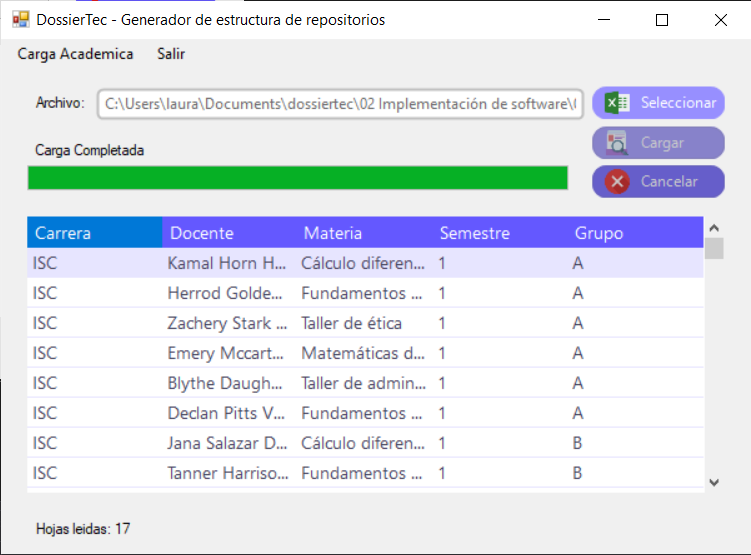 DossierTec - Generador de estructura de repositorios
Carga Academica Salir
Archivo: C:\Users\laura\Documents\dossiertec\02 Implementación de software\ Seleccionar
Carga Completada Cargar
Cancelar
Carrera Docente Materia Semestre Grupo
ISC Kamal Horn H... Cálculo diferen... 1 A
ISC Herrod Golde... Fundamentos ... 1 A
ISC Zachery Stark ... Taller de ética 1 A
ISC Emery Mccart... Matemáticas d... 1 A
ISC Blythe Daugh... Taller de admin... 1 A
ISC Declan Pitts V... Fundamentos ... 1 A
ISC Jana Salazar D... Cálculo diferen... 1 B
ISC Tanner Harriso... Fundamentos ... 1 B
Hojas leidas: 17